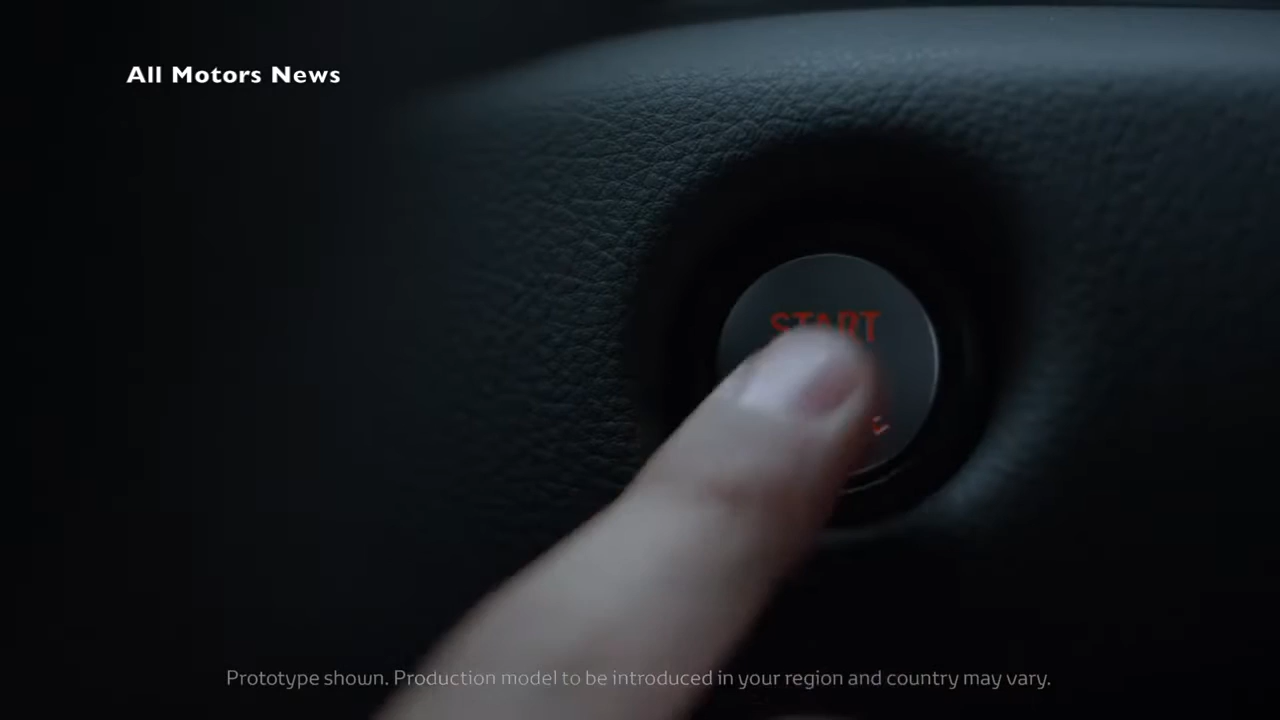 All Motors News
START
Prototype shown. Production model to be introduced in your region and country may vary.